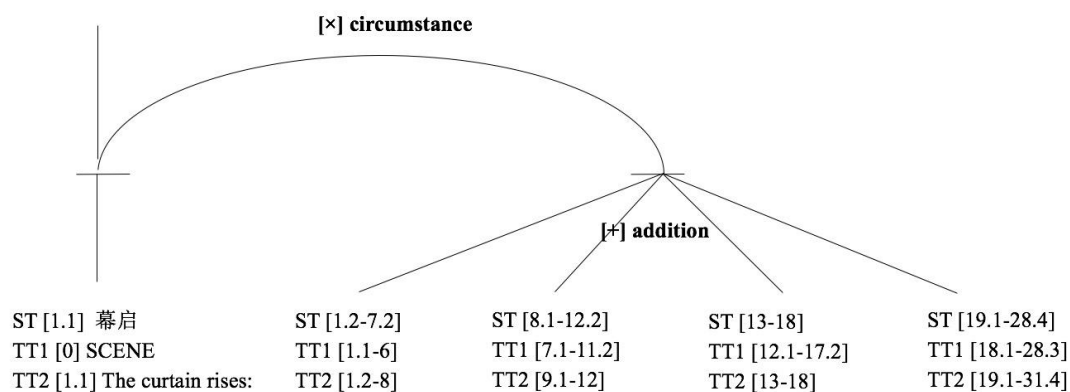 [×] circumstance
[+] addition
ST [1.1] 幕启
TT1 [0] SCENE
TT2 [1.1] The curtain rises:
ST [1.2-7.2]
TT1 [1.1-6]
TT2 [1.2-8]
ST [8.1-12.2]
TT1 [7.1-11.2]
TT2 [9.1-12]
ST [13-18]
TT1 [12.1-17.2]
TT2 [13-18]
ST [19.1-28.4]
TT1 [18.1-28.3]
TT2 [19.1-31.4]